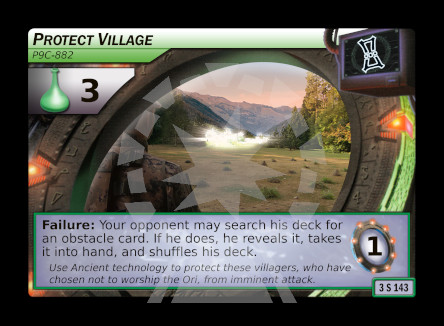 PROTECT VILLAGE
P9C-882
3
Failure: Your opponent may search his deck for
an obstacle card. If he does, he reveals it, takes
it into hand, and shuffles his deck.
1
Use Ancient technology to protect these villagers, who have
chosen not to worship the Ori, from imminent attack.
3 S 143